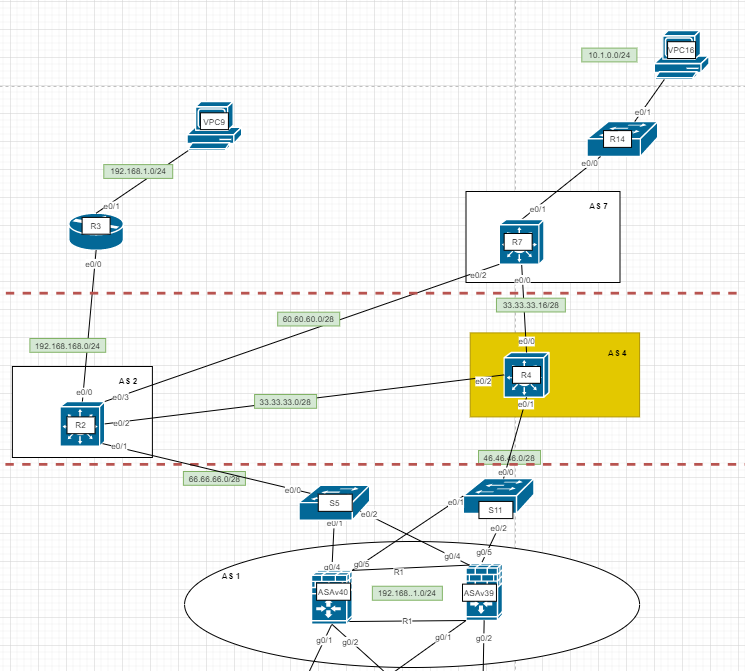 VPC16
10.1.0.0/24
e0/1
VPC9
R14
e0/0
192.168.1.0/24
AS 7
e0/1
e0/1
R3
R7
e0/0
e0/2
e0/0
33.33.33.16/28
60.60.60.0/28
192.168.168.0/24
e0/0
AS 4
AS 2
R4
e0/2
e0/0
e0/3
33.33.33.0/28
e0/1
R2
e0/2
e0/1
46.46.46.0/28
e0/0
66.66.66.0/28
e0/0
S5
e0/1
S11
e0/2
e0/1
e0/2
g0/4
g0/5
g0/5
g0/4
R1
AS 1
ASAv40
192.168..1.0/24
ASAv39
R1
g0/1
g0/2
g0/1
g0/2